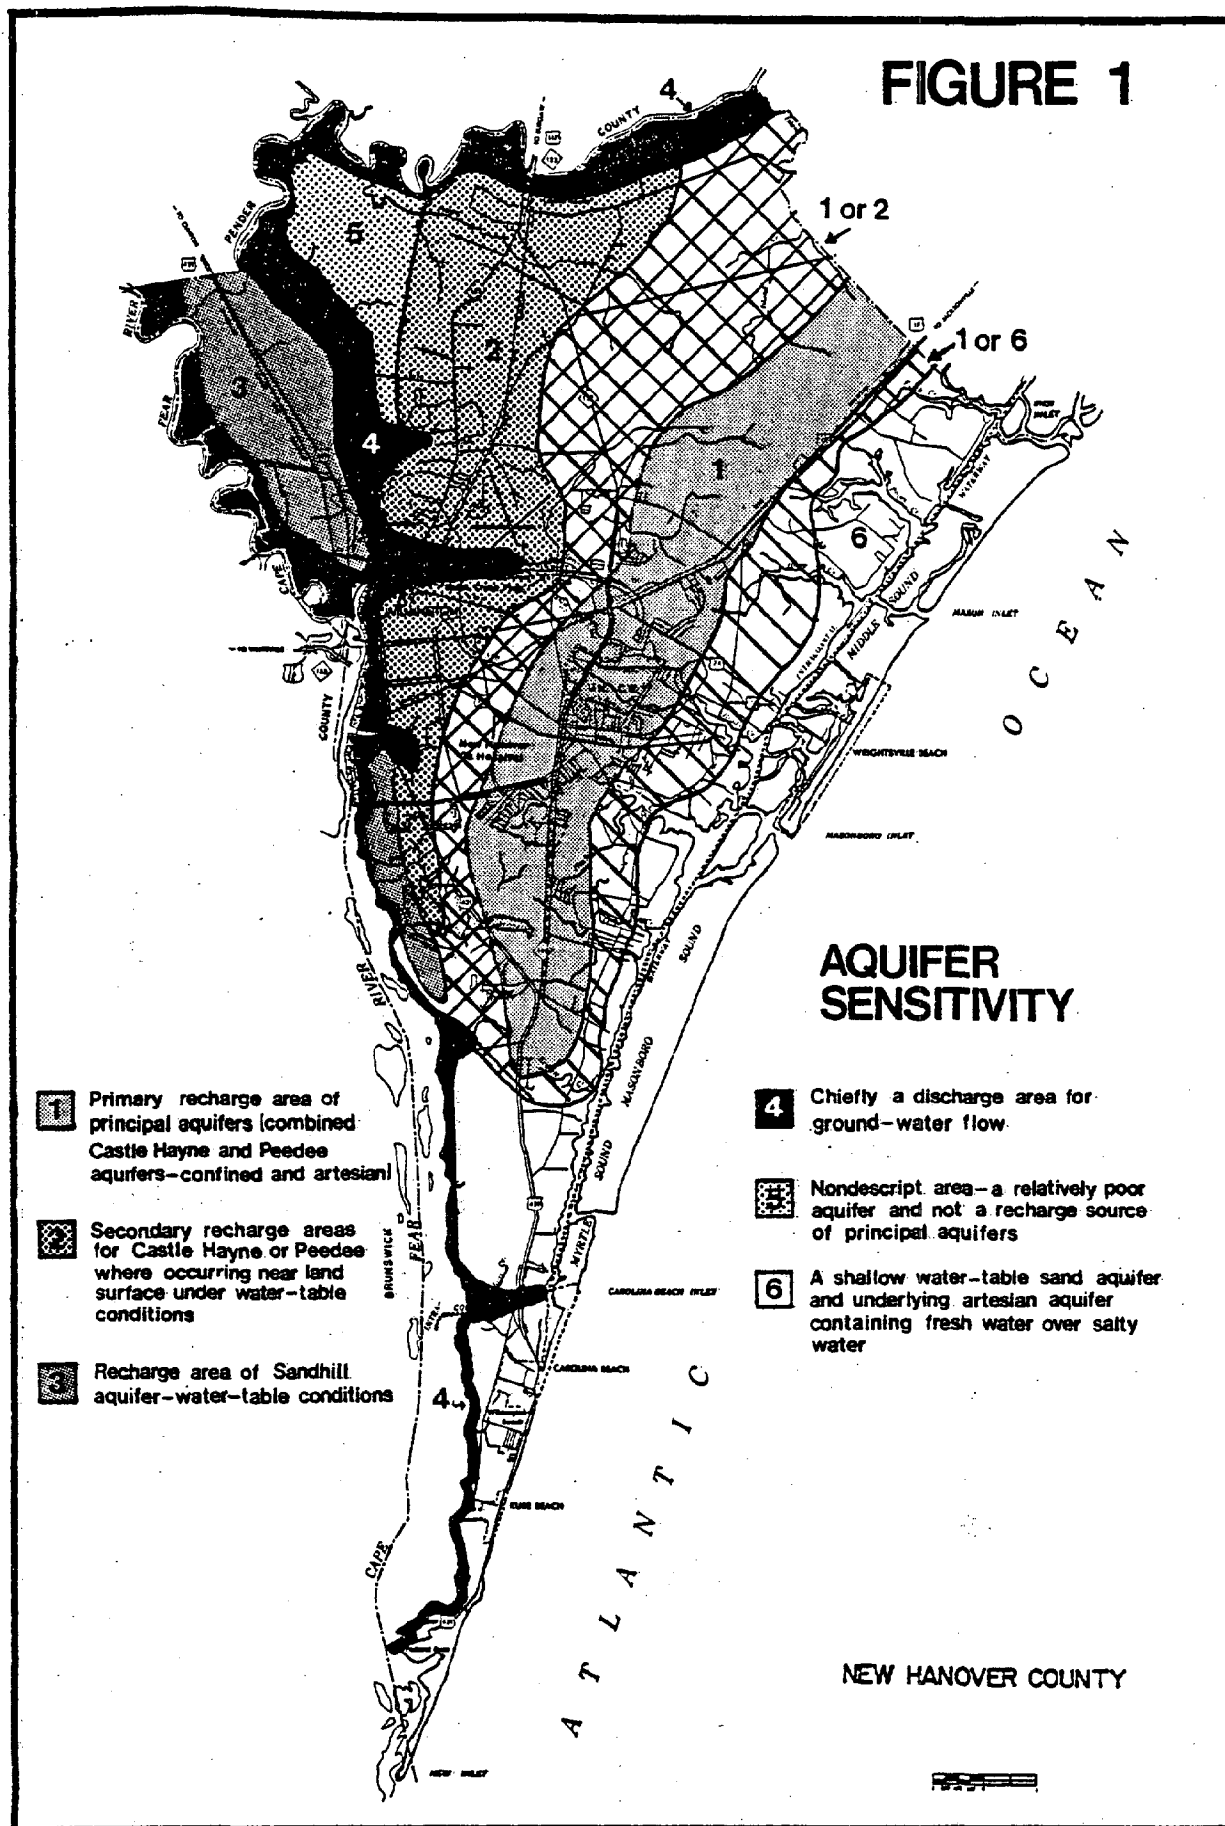 FIGURE 1
4
COUNTY
1 or 2
PENDER
5
2
RIVER
1 or 6
3
FEAR
4
1
INLET
WATERWAY
6
CAPE
SOUND
MASON INLET
MIDDLE
COUNTY
OCEAN
WRIGHTSVILLE BEACH
New Hanover
Co. Hospital
74
MASONBORO INLET
SOUND
RIVER
AQUIFER
SENSITIVITY
MASONBORO
SOUND
1 Primary recharge area of
principal aquifers (combined
Castle Hayne and Peedee
aquifers-confined and artesian)
4 Chiefly a discharge area for
ground-water flow
5 Nondescript area-a relatively poor
aquifer and not a recharge source
of principal aquifers
2 Secondary recharge areas
for Castle Hayne or Peedee
where occurring near land
surface under water-table
conditions
FEAR
BRUNSWICK
MYRTLE
CAROLINA BEACH INLET
6 A shallow water-table sand aquifer
and underlying artesian aquifer
containing fresh water over salty
water
3 Recharge area of Sandhill
aquifer-water-table conditions
CAROLINA BEACH
4
KURE BEACH
CAPE
ATLANTIC
NEW HANOVER COUNTY
NEW INLET